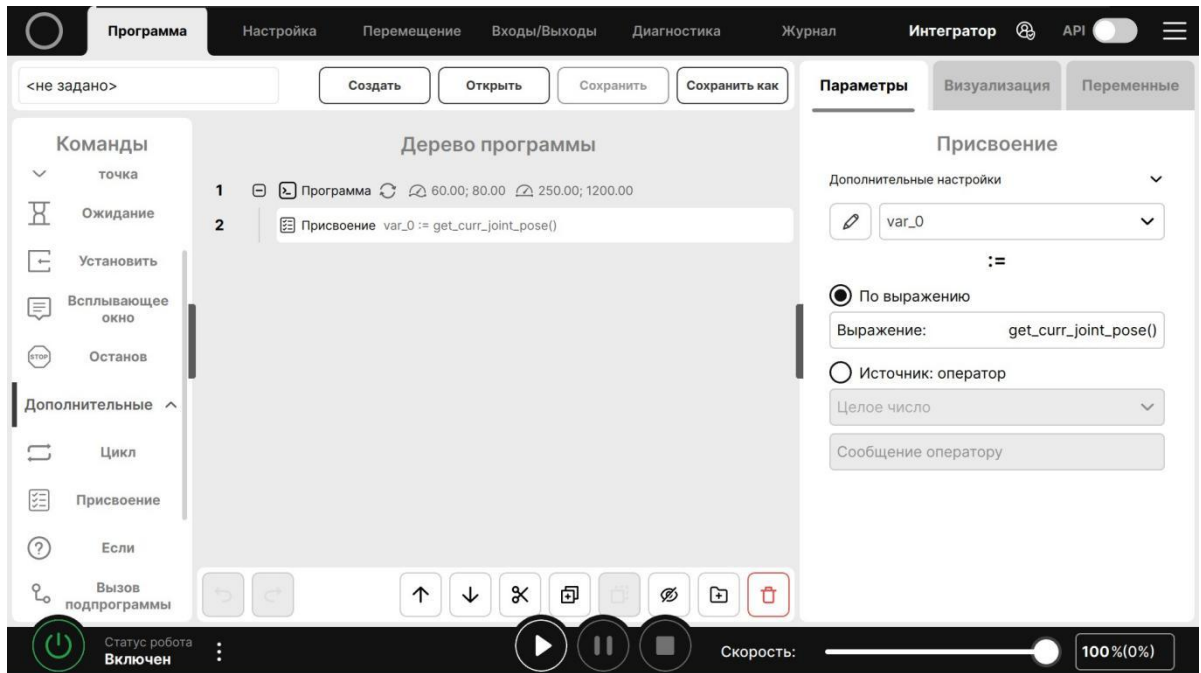 Программа
Настройка
Перемещение
Входы/Выходы
Диагностика
Журнал
Интегратор
API
<не задано>
Создать
Открыть
Сохранить
Сохранить как
Параметры
Визуализация
Переменные
Команды
точка
Ожидание
Установить
Всплывающее
окно
STOP
Останов
Дополнительные
Цикл
Присвоение
Если
Вызов
подпрограммы
Дерево программы
1 Программа 60.00; 80.00 250.00; 1200.00
2 Присвоение var_0 := get_curr_joint_pose()
Присвоение
Дополнительные настройки
var_0
:=
По выражению
Выражение: get_curr_joint_pose()
Источник: оператор
Целое число
Сообщение оператору
Статус робота
Включен
Скорость:
100%(0%)